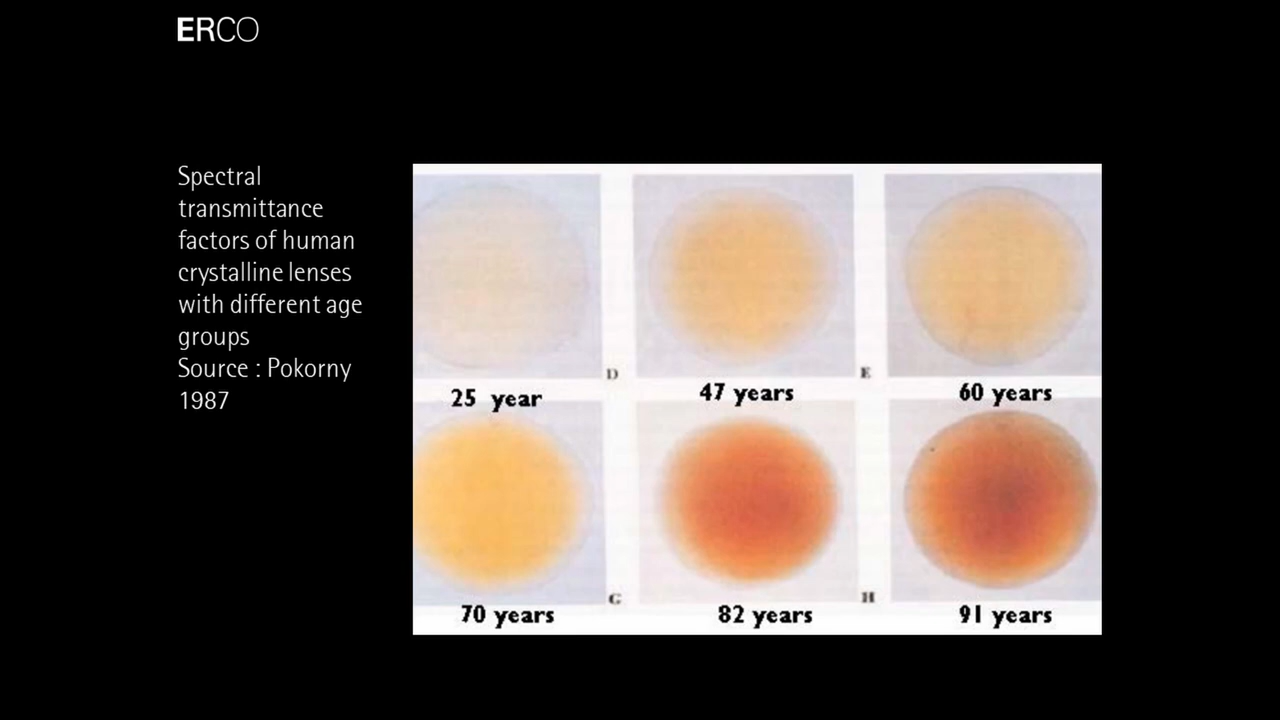 ERCO
Spectral
transmittance
factors of human
crystalline lenses
with different age
groups
Source : Pokorny
1987
D
E
25 year
47 years
60 years
G
H
70 years
82 years
91 years